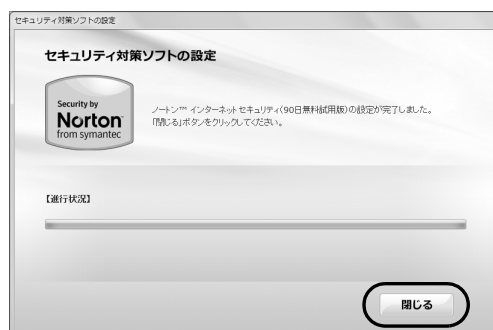 セキュリティ対策ソフトの設定
セキュリティ対策ソフトの設定
Security by
Norton
from symantec
ノートン™ インターネットセキュリティ(90日無料試用版)の設定が完了しました。
「閉じる」ボタンをクリックしてください。
【進行状況】
閉じる